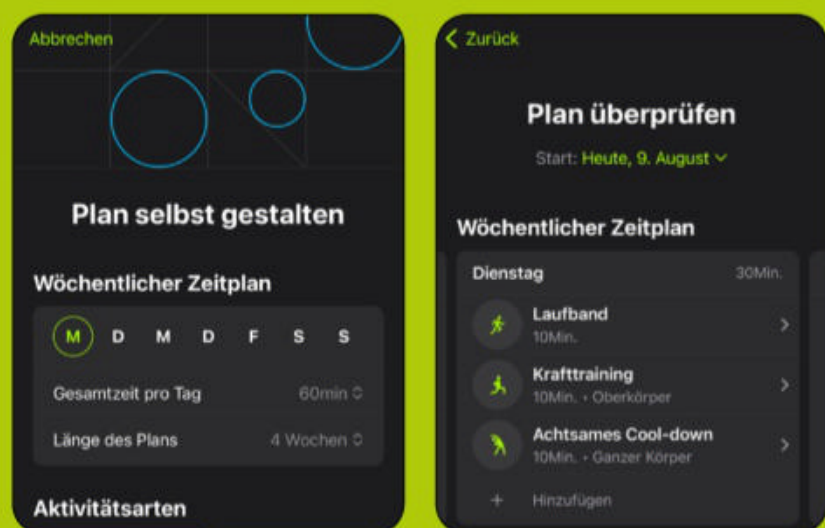 Abbrechen
Plan selbst gestalten
Wöchentlicher Zeitplan
M D M D F S S
Gesamtzeit pro Tag 60min
Länge des Plans 4 Wochen
Aktivitätsarten
Zurück
Plan überprüfen
Start: Heute, 9. August
Wöchentlicher Zeitplan
Dienstag 30Min.
Laufband
10Min.
Krafttraining
10Min. • Oberkörper
Achtsames Cool-down
10Min. • Ganzer Körper
+ Hinzufügen